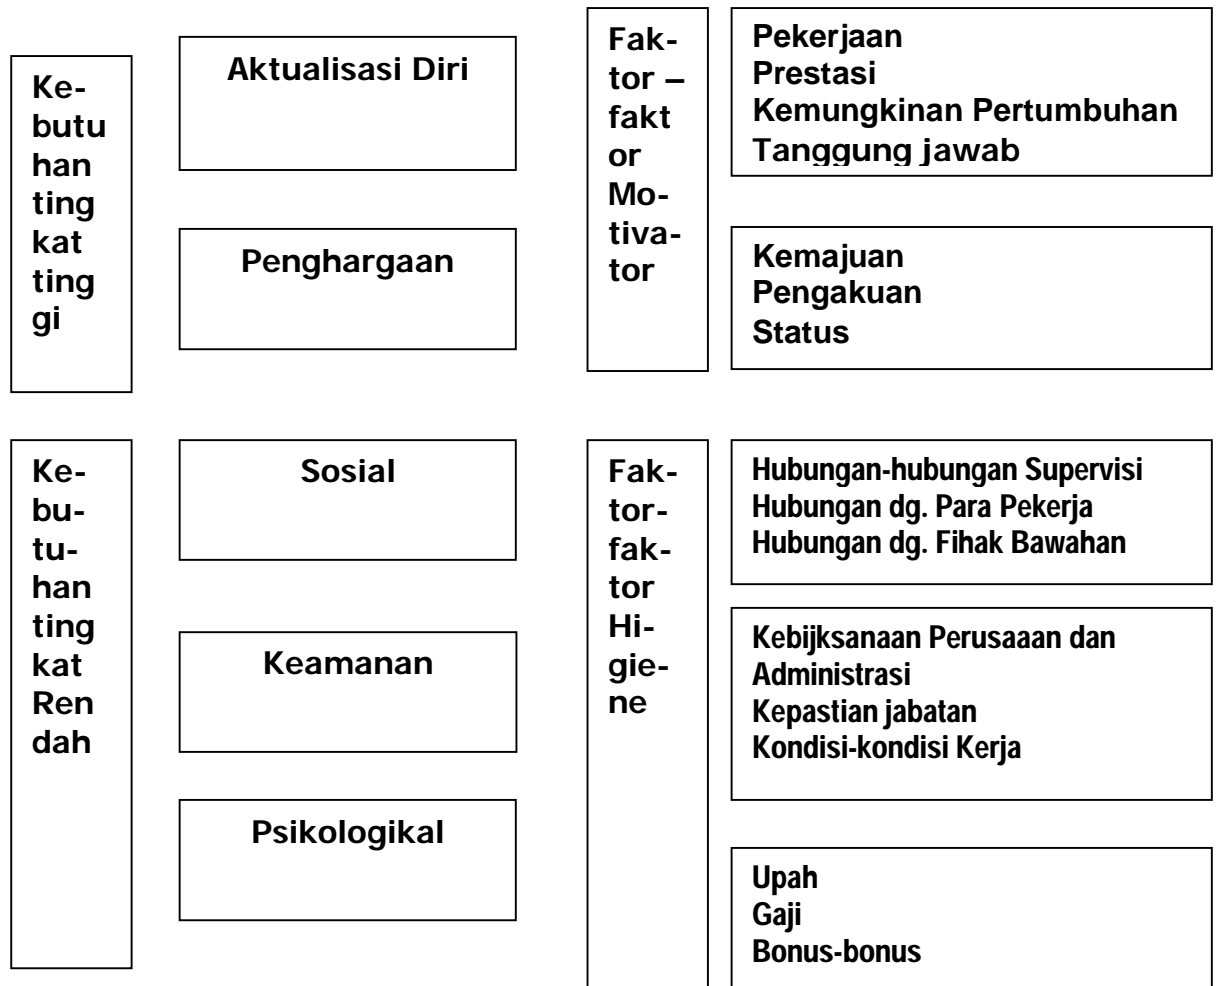 Ke-
butu
han
ting
kat
ting
gi
Aktualisasi Diri
Penghargaan
Fak-
tor –
fakt
or
Mo-
tiva-
tor
Pekerjaan
Prestasi
Kemungkinan Pertumbuhan
Tanggung jawab
Kemajuan
Pengakuan
Status
Ke-
bu-
tu-
han
ting
kat
Ren
dah
Sosial
Keamanan
Psikologikal
Fak-
tor-
fak-
tor
Hi-
gie-
ne
Hubungan-hubungan Supervisi
Hubungan dg. Para Pekerja
Hubungan dg. Fihak Bawahan
Kebijksanaan Perusaaan dan
Administrasi
Kepastian jabatan
Kondisi-kondisi Kerja
Upah
Gaji
Bonus-bonus